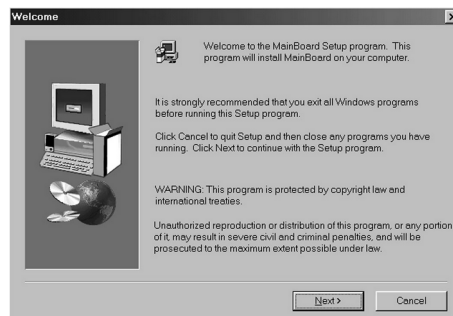 Welcome
Welcome to the MainBoard Setup program. This
program will install MainBoard on your computer.
It is strongly recommended that you exit all Windows programs
before running this Setup program.
Click Cancel to quit Setup and then close any programs you have
running. Click Next to continue with the Setup program.
WARNING: This program is protected by copyright law and
international treaties.
Unauthorized reproduction or distribution of this program, or any portion
of it, may result in severe civil and criminal penalties, and will be
prosecuted to the maximum extent possible under law.
Next >
Cancel